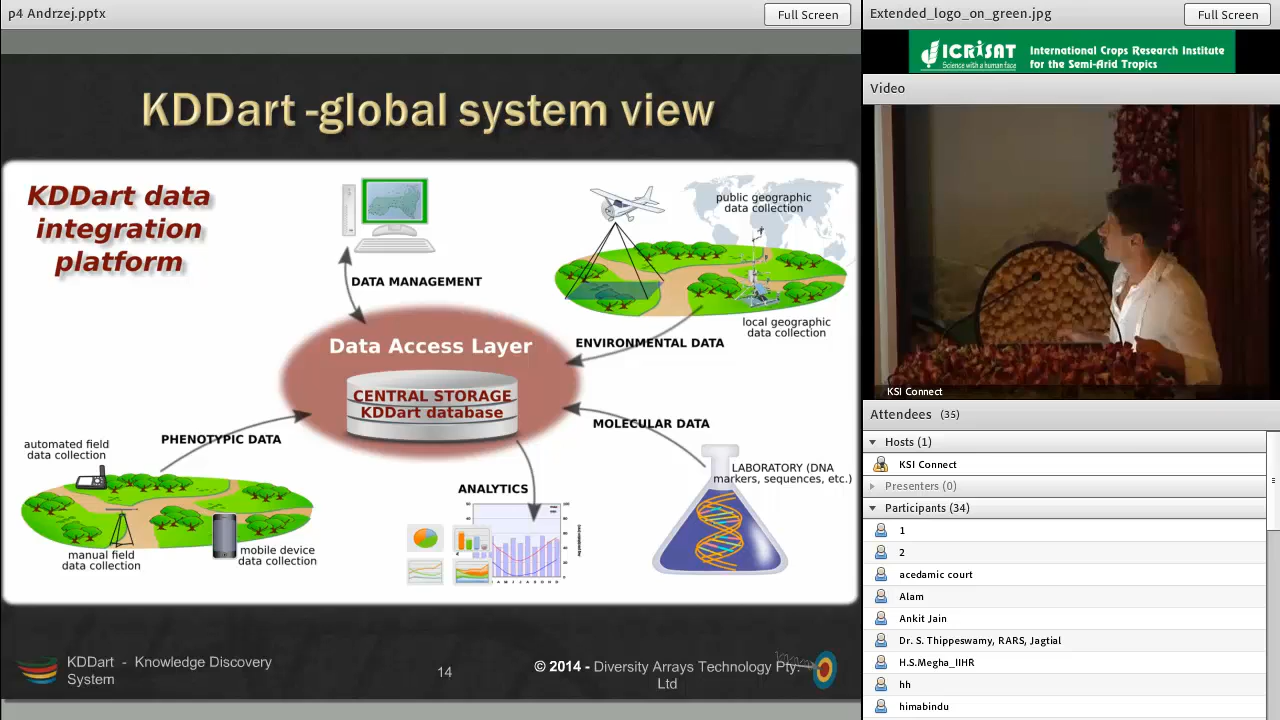 p4 Andrzej.pptx
Full Screen
KDDart -global system view
KDDart data
integration
platform
DATA MANAGEMENT
public geographic
data collection
local geographic
data collection
ENVIRONMENTAL DATA
Data Access Layer
CENTRAL STORAGE
KDDart database
PHENOTYPIC DATA
automated field
data collection
manual field
data collection
mobile device
data collection
MOLECULAR DATA
LABORATORY (DNA
markers, sequences, etc.)
ANALYTICS
KDDart - Knowledge Discovery
System
14
© 2014 - Diversity Arrays Technology Pty.
Ltd
Extended_logo_on_green.jpg
Full Screen
ICRISAT
Science with a human face
International Crops Research Institute
for the Semi-Arid Tropics
Video
KSI Connect
Attendees (35)
Hosts (1)
KSI Connect
Presenters (0)
Participants (34)
1
2
acedamic court
Alam
Ankit Jain
Dr. S. Thippeswamy, RARS, Jagtial
H.S.Megha_IIHR
hh
himabindu